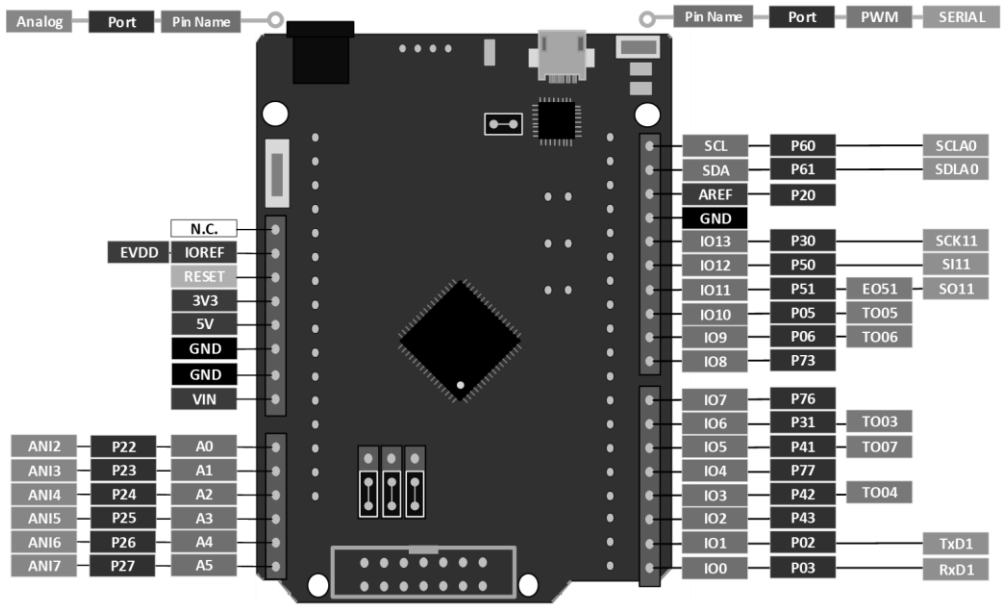 Analog Port Pin Name
Pin Name Port PWM SERIAL
SCL P60 SCLA0
SDA P61 SDLA0
AREF P20
GND
IO13 P30 SCK11
IO12 P50 SI11
IO11 P51 EO51 SO11
IO10 P05 TO05
IO9 P06 TO06
IO8 P73
N.C.
EVDD IOREF
RESET
3V3
5V
GND
GND
VIN
IO7 P76
IO6 P31 TO03
IO5 P41 TO07
IO4 P77
IO3 P42 TO04
IO2 P43
IO1 P02 TxD1
IO0 P03 RxD1
ANI2 P22 A0
ANI3 P23 A1
ANI4 P24 A2
ANI5 P25 A3
ANI6 P26 A4
ANI7 P27 A5